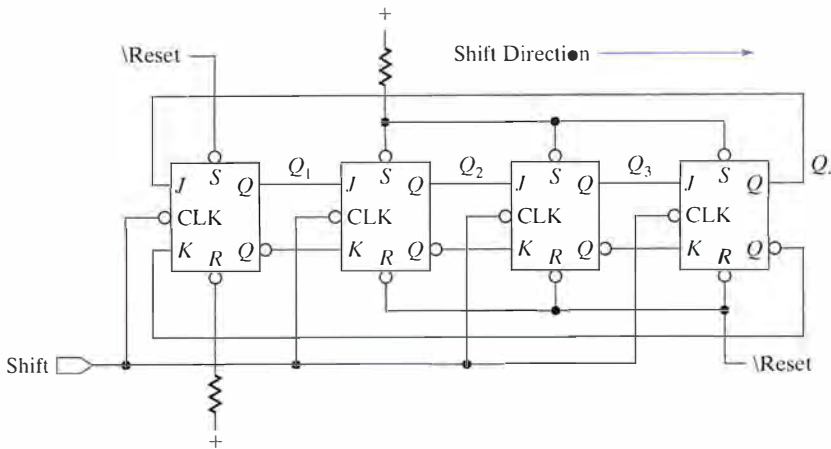 +
\Reset
Shift Direction
Q1 Q2 Q3
J S Q J S Q J S Q J S Q
CLK CLK CLK CLK
K R Q K R Q K R Q K R Q
Shift
\Reset
+